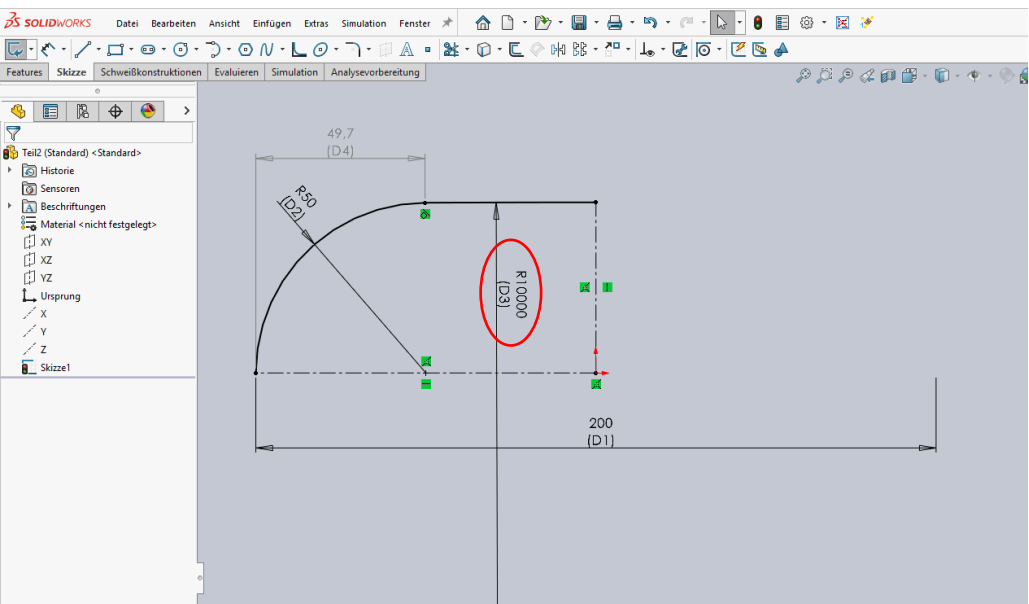 SOLIDWORKS Datei Bearbeiten Ansicht Einfügen Extras Simulation Fenster
Features Skizze Schweißkonstruktionen Evaluieren Simulation Analysevorbereitung
Teil2 (Standard) <Standard>
Historie
Sensoren
Beschriftungen
Material <nicht festgelegt>
XY
XZ
YZ
Ursprung
X
Y
Z
Skizze1
49,7
(D4)
R50
(D2)
R10000
(D3)
200
(D1)